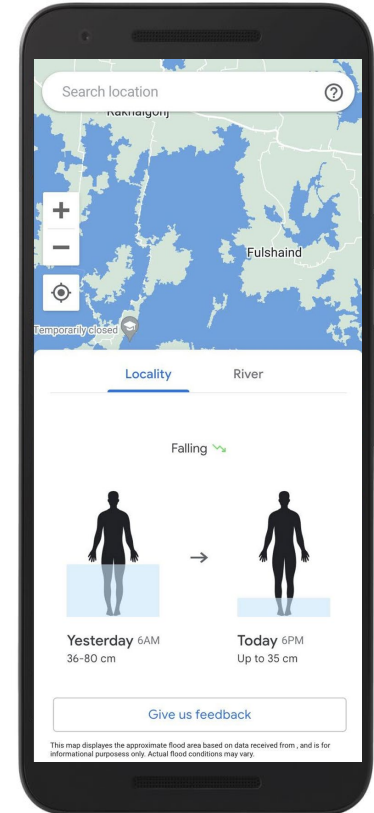 Search location
Rakhalgonj
Fulshaind
Temporarily closed
Locality River
Falling
Yesterday 6AM
36-80 cm
Today 6PM
Up to 35 cm
Give us feedback
This map displayes the approximate flood area based on data received from , and is for
informational purposess only. Actual flood conditions may vary.